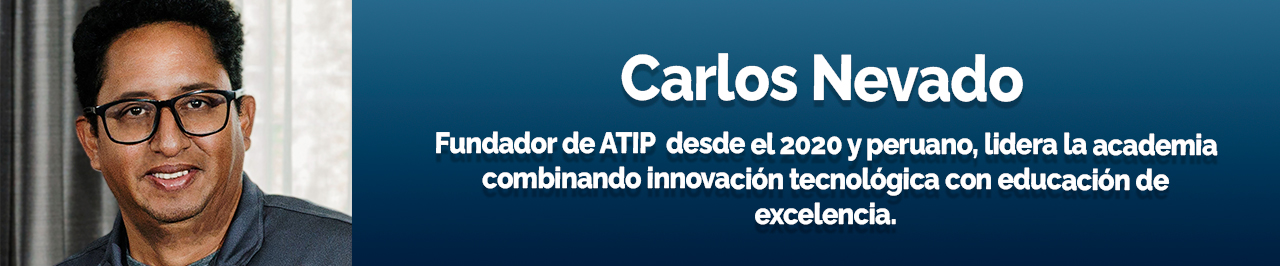 Carlos Nevado
Fundador de ATIP  desde el 2020 y peruano, lidera la academia
combinando innovación tecnológica con educación de
excelencia.